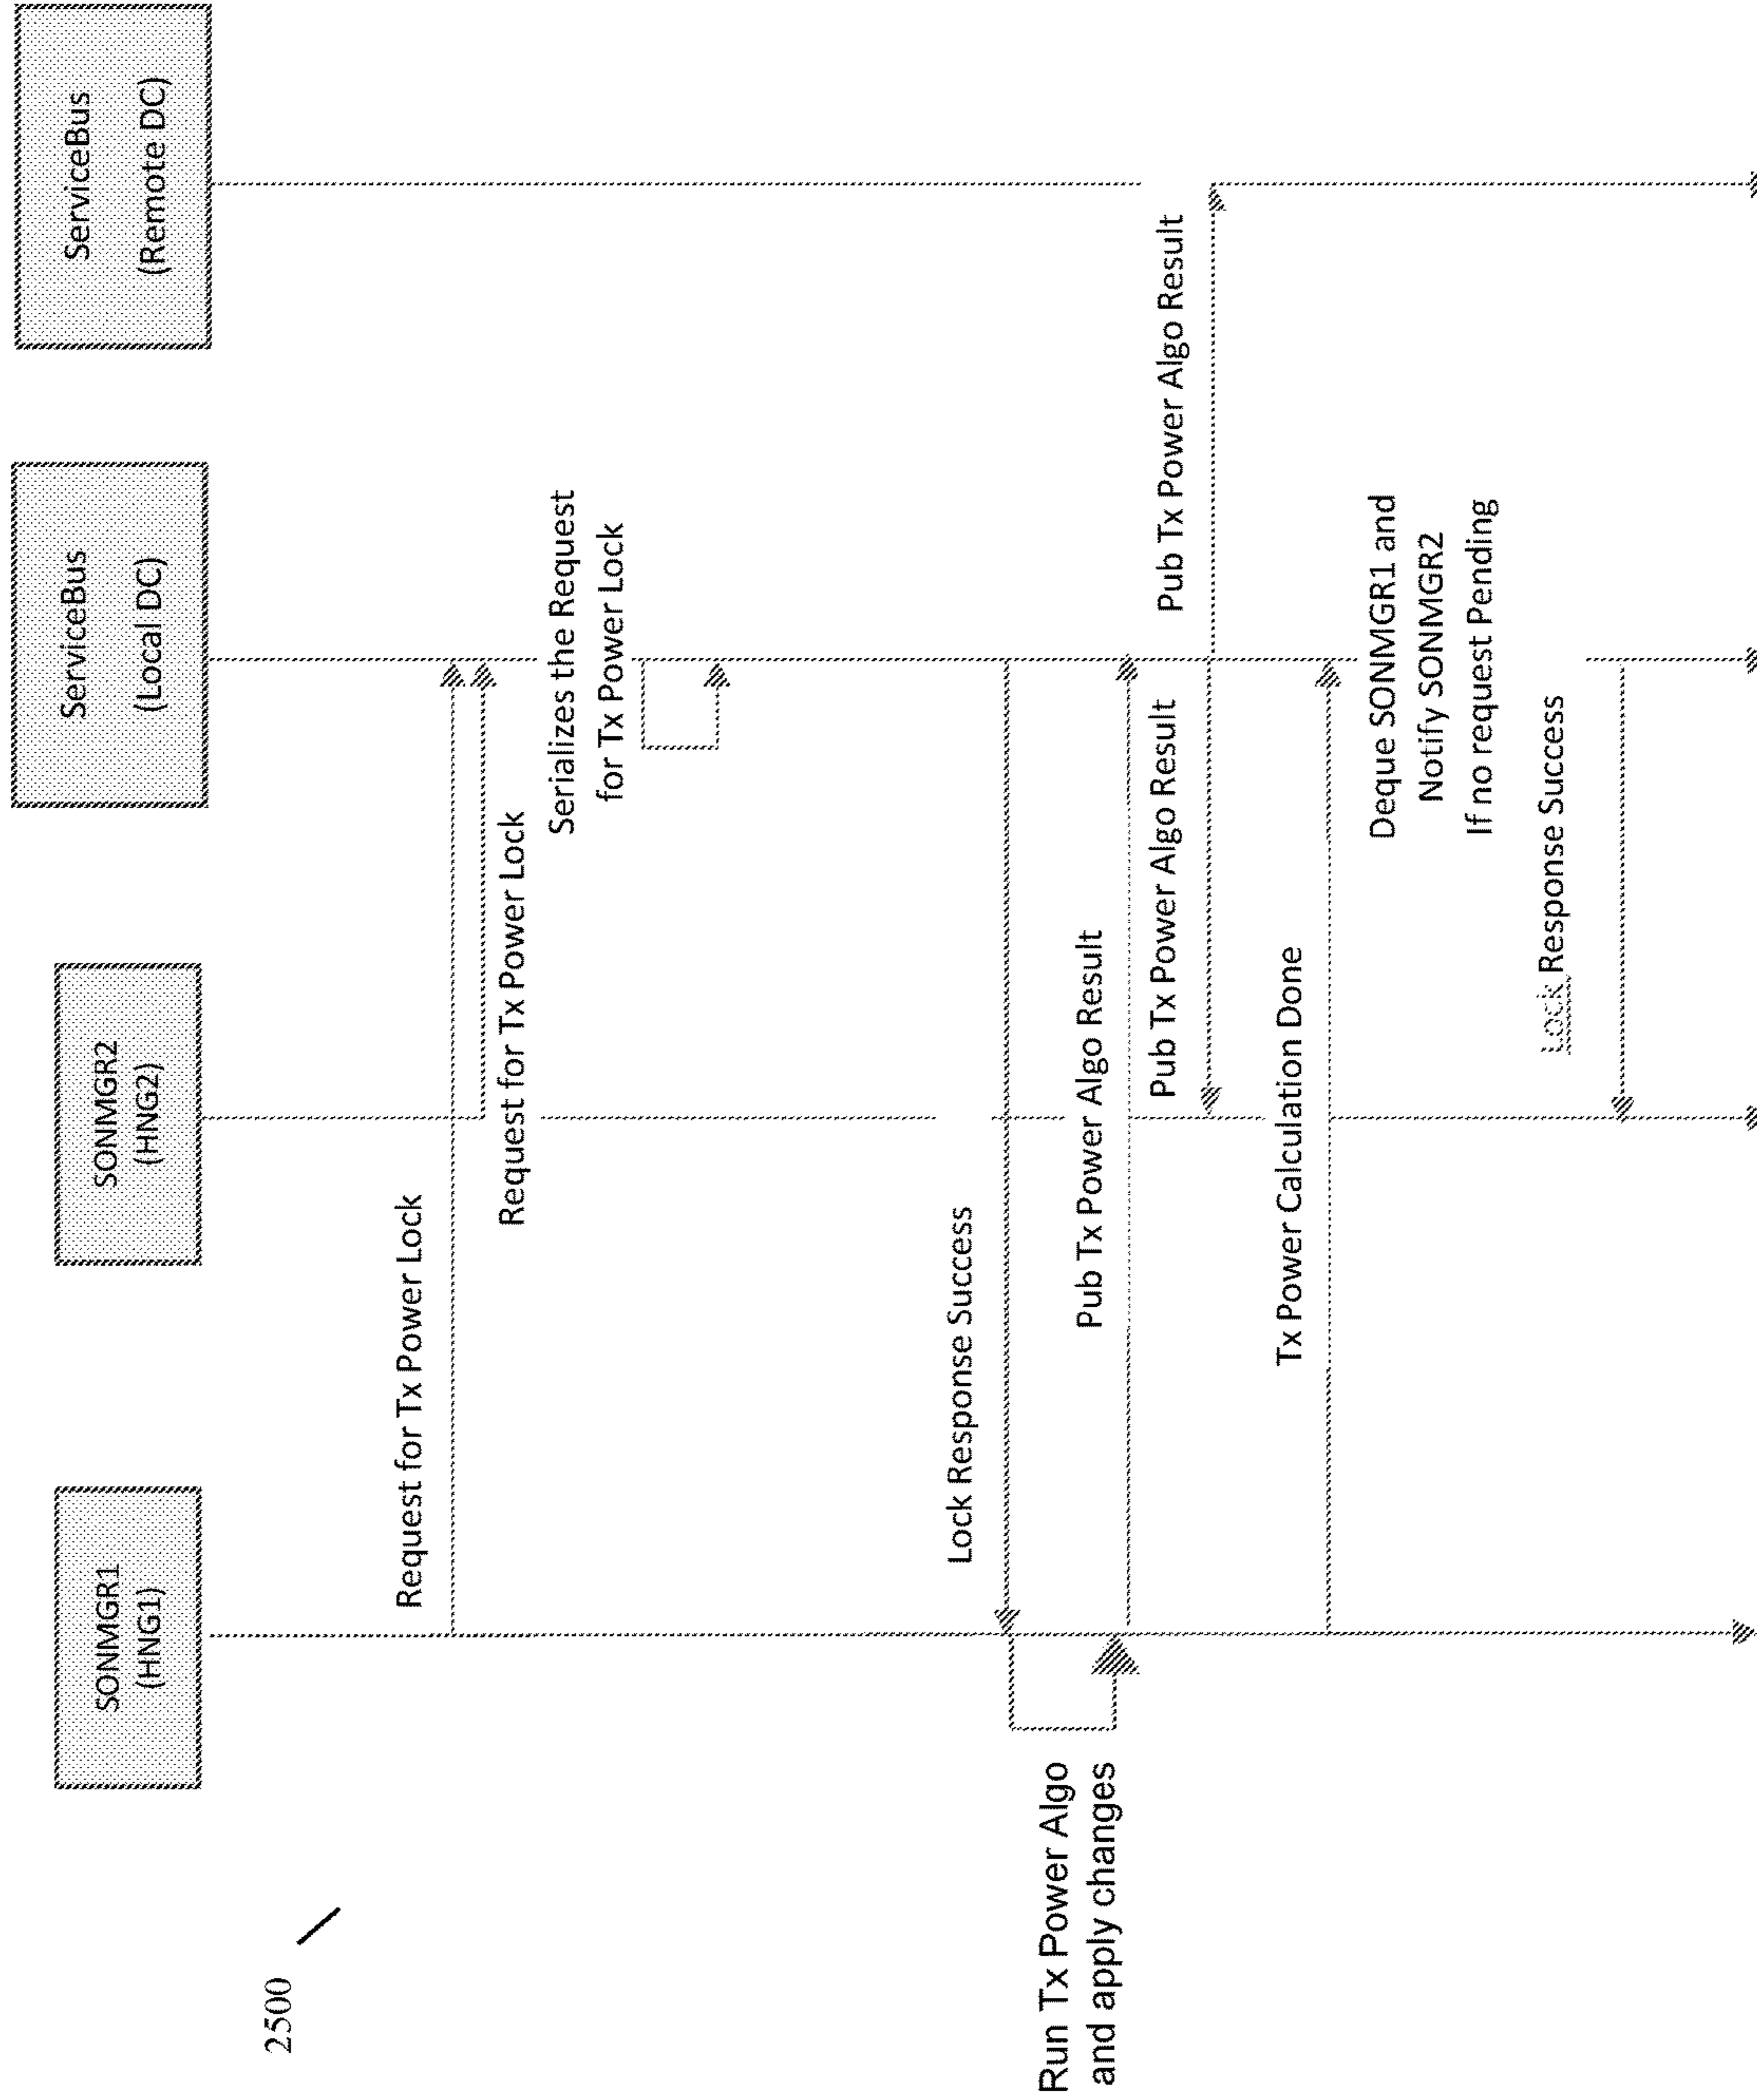 2500
SONMGR1
(HNG1)
SONMGR2
(HNG2)
ServiceBus
(Local DC)
ServiceBus
(Remote DC)
Request for Tx Power Lock
Request for Tx Power Lock
Serializes the Request
for Tx Power Lock
Lock Response Success
Run Tx Power Algo
and apply changes
Pub Tx Power Algo Result
Pub Tx Power Algo Result
Pub Tx Power Algo Result
Tx Power Calculation Done
Deque SONMGR1 and
Notify SONMGR2
If no request Pending
Lock Response Success